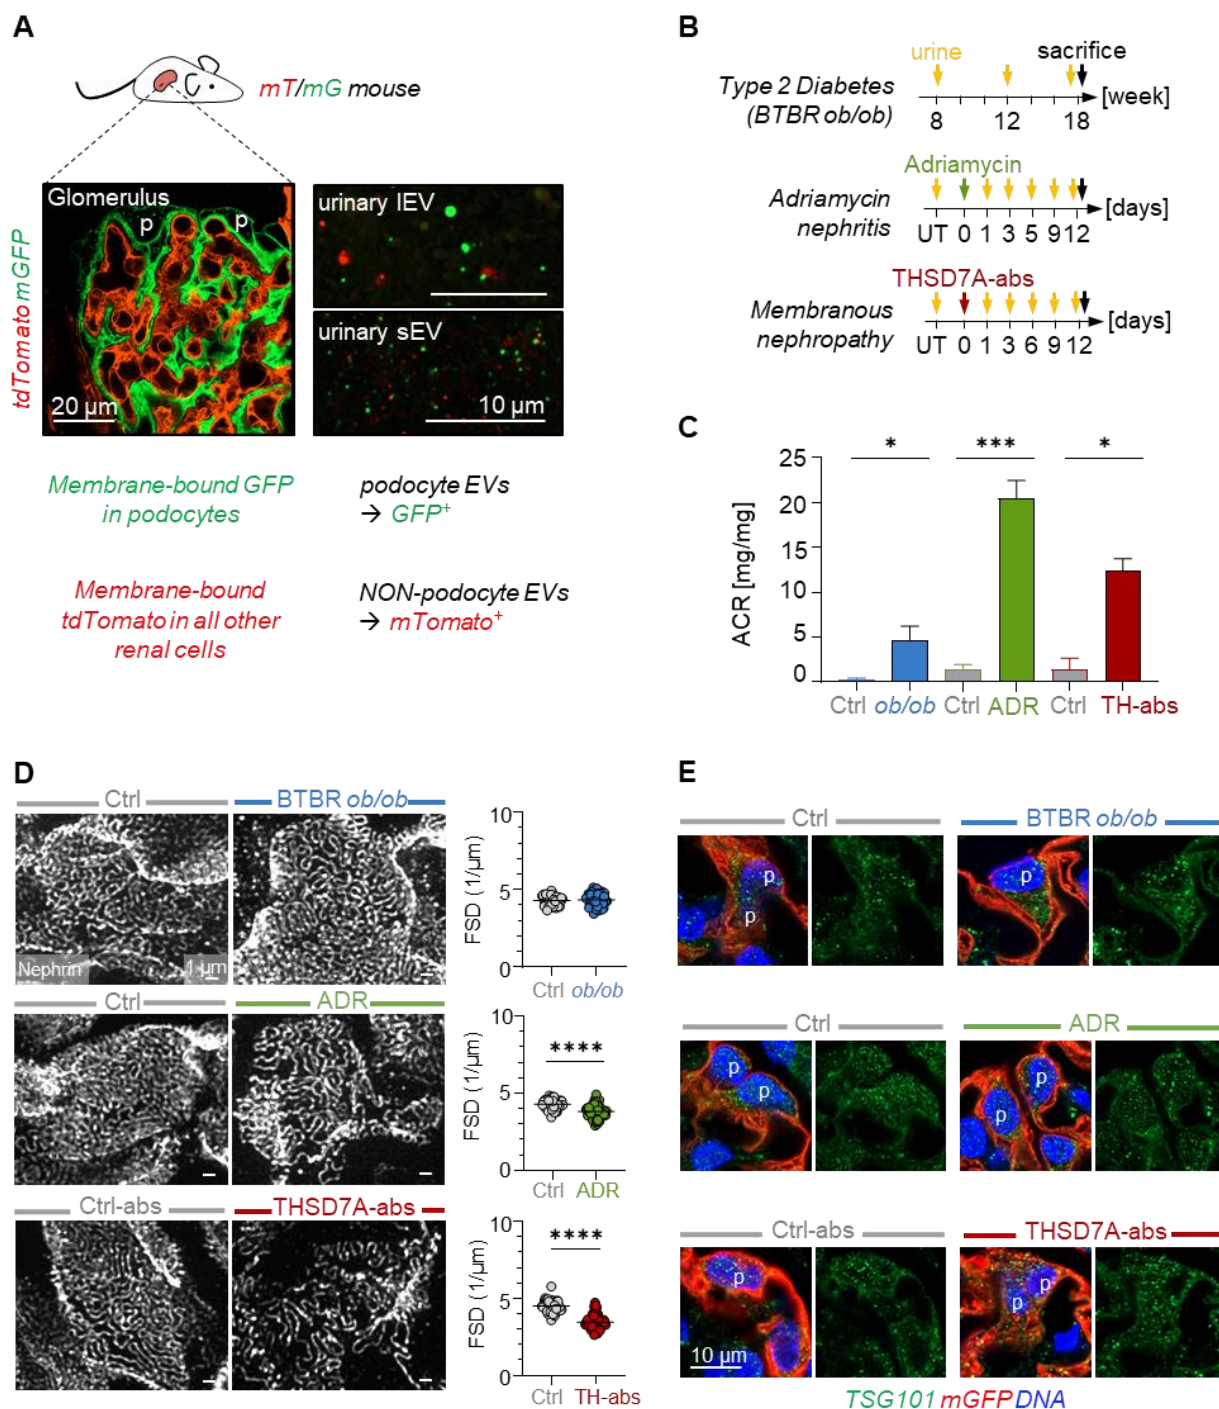 A
mT/mG mouse
tdTomato mGFP
Glomerulus
p
p
20 µm
urinary lEV
urinary sEV
10 µm
Membrane-bound GFP
in podocytes
podocyte EVs
→ GFP+
Membrane-bound
tdTomato in all other
renal cells
NON-podocyte EVs
→ mTomato+
B
urine
sacrifice
Type 2 Diabetes
(BTBR ob/ob)
[week]
8 12 18
Adriamycin
Adriamycin
nephritis
[days]
UT 0 1 3 5 9 12
THSD7A-abs
Membranous
nephropathy
[days]
UT 0 1 3 6 9 12
C
ACR [mg/mg]
25
20
15
10
5
0
* *** *
Ctrl ob/ob Ctrl ADR Ctrl TH-abs
D
Ctrl BTBR ob/ob
Nephrin
1 µm
FSD (1/µm)
10
5
0
Ctrl ob/ob
Ctrl ADR
FSD (1/µm)
10
5
0
****
Ctrl ADR
Ctrl-abs THSD7A-abs
FSD (1/µm)
10
5
0
****
Ctrl TH-abs
E
Ctrl BTBR ob/ob
p
p
p
Ctrl ADR
p
p
p
p
Ctrl-abs THSD7A-abs
p
p
p
10 µm
TSG101 mGFP DNA